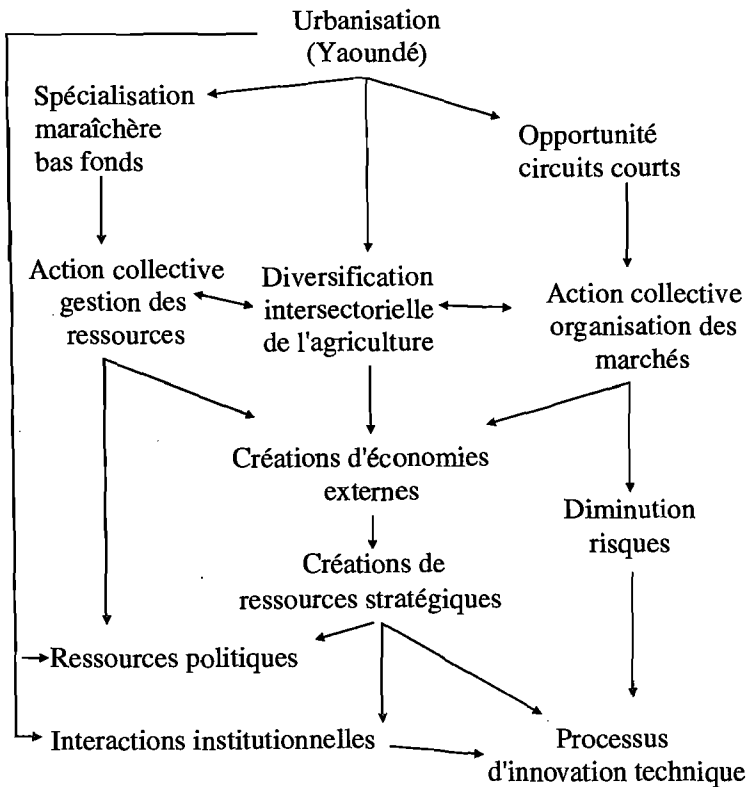 Urbanisation
(Yaoundé)
Spécialisation
maraîchère
bas fonds
Opportunité
circuits courts
Action collective
gestion des
ressources
Diversification
intersectorielle
de l'agriculture
Action collective
organisation des
marchés
Créations d'économies
externes
Diminution
risques
Créations de
ressources stratégiques
Ressources politiques
Interactions institutionnelles
Processus
d'innovation technique